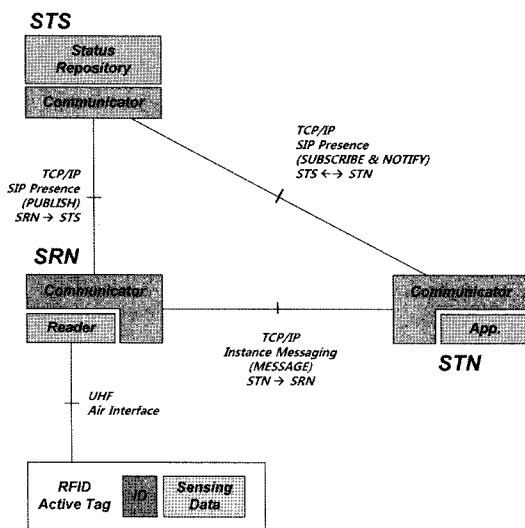 STS
Status
Repository
Communicator
TCP/IP
SIP Presence
(SUBSCRIBE & NOTIFY)
STS ←→ STN
TCP/IP
SIP Presence
(PUBLISH)
SRN → STS
SRN
Communicator
Reader
Communicator
App.
STN
TCP/IP
Instance Messaging
(MESSAGE)
STN → SRN
UHF
Air Interface
RFID
Active Tag
ID
Sensing
Data